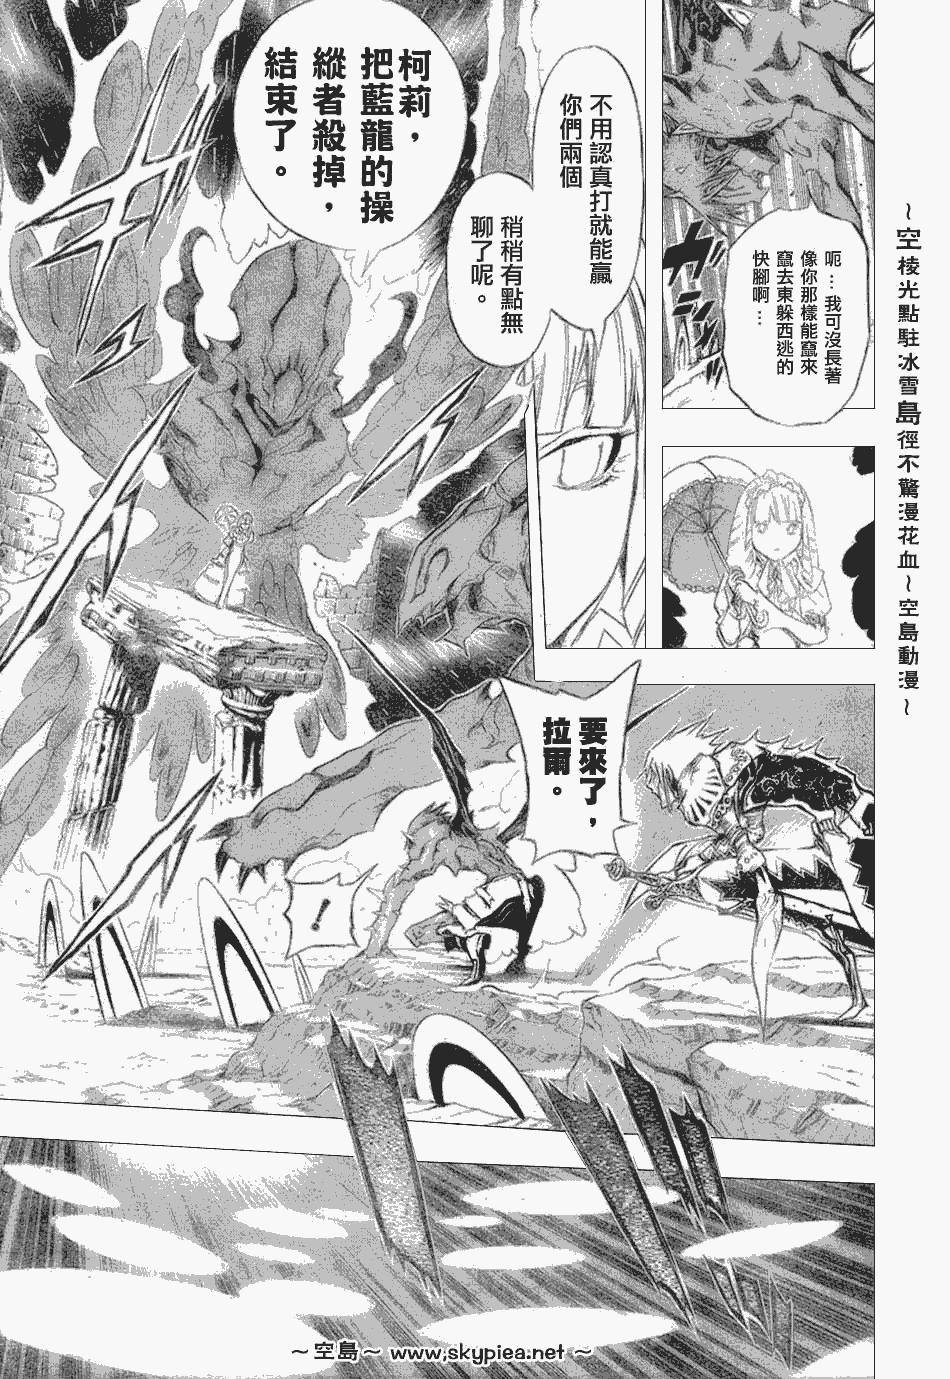 呃…我可沒長著
像你那樣能竄來
竄去東躲西逃的
快腳啊…
不用認真打就能贏
你們兩個
稍稍有點無
聊了呢。
柯莉，
把藍龍的操
縱者殺掉，
結束了。
要來了，
拉爾。
！
～空棱光點駐冰雪島徑不驚漫花血～空島動漫～
～空島～ www.skypiea.net ～